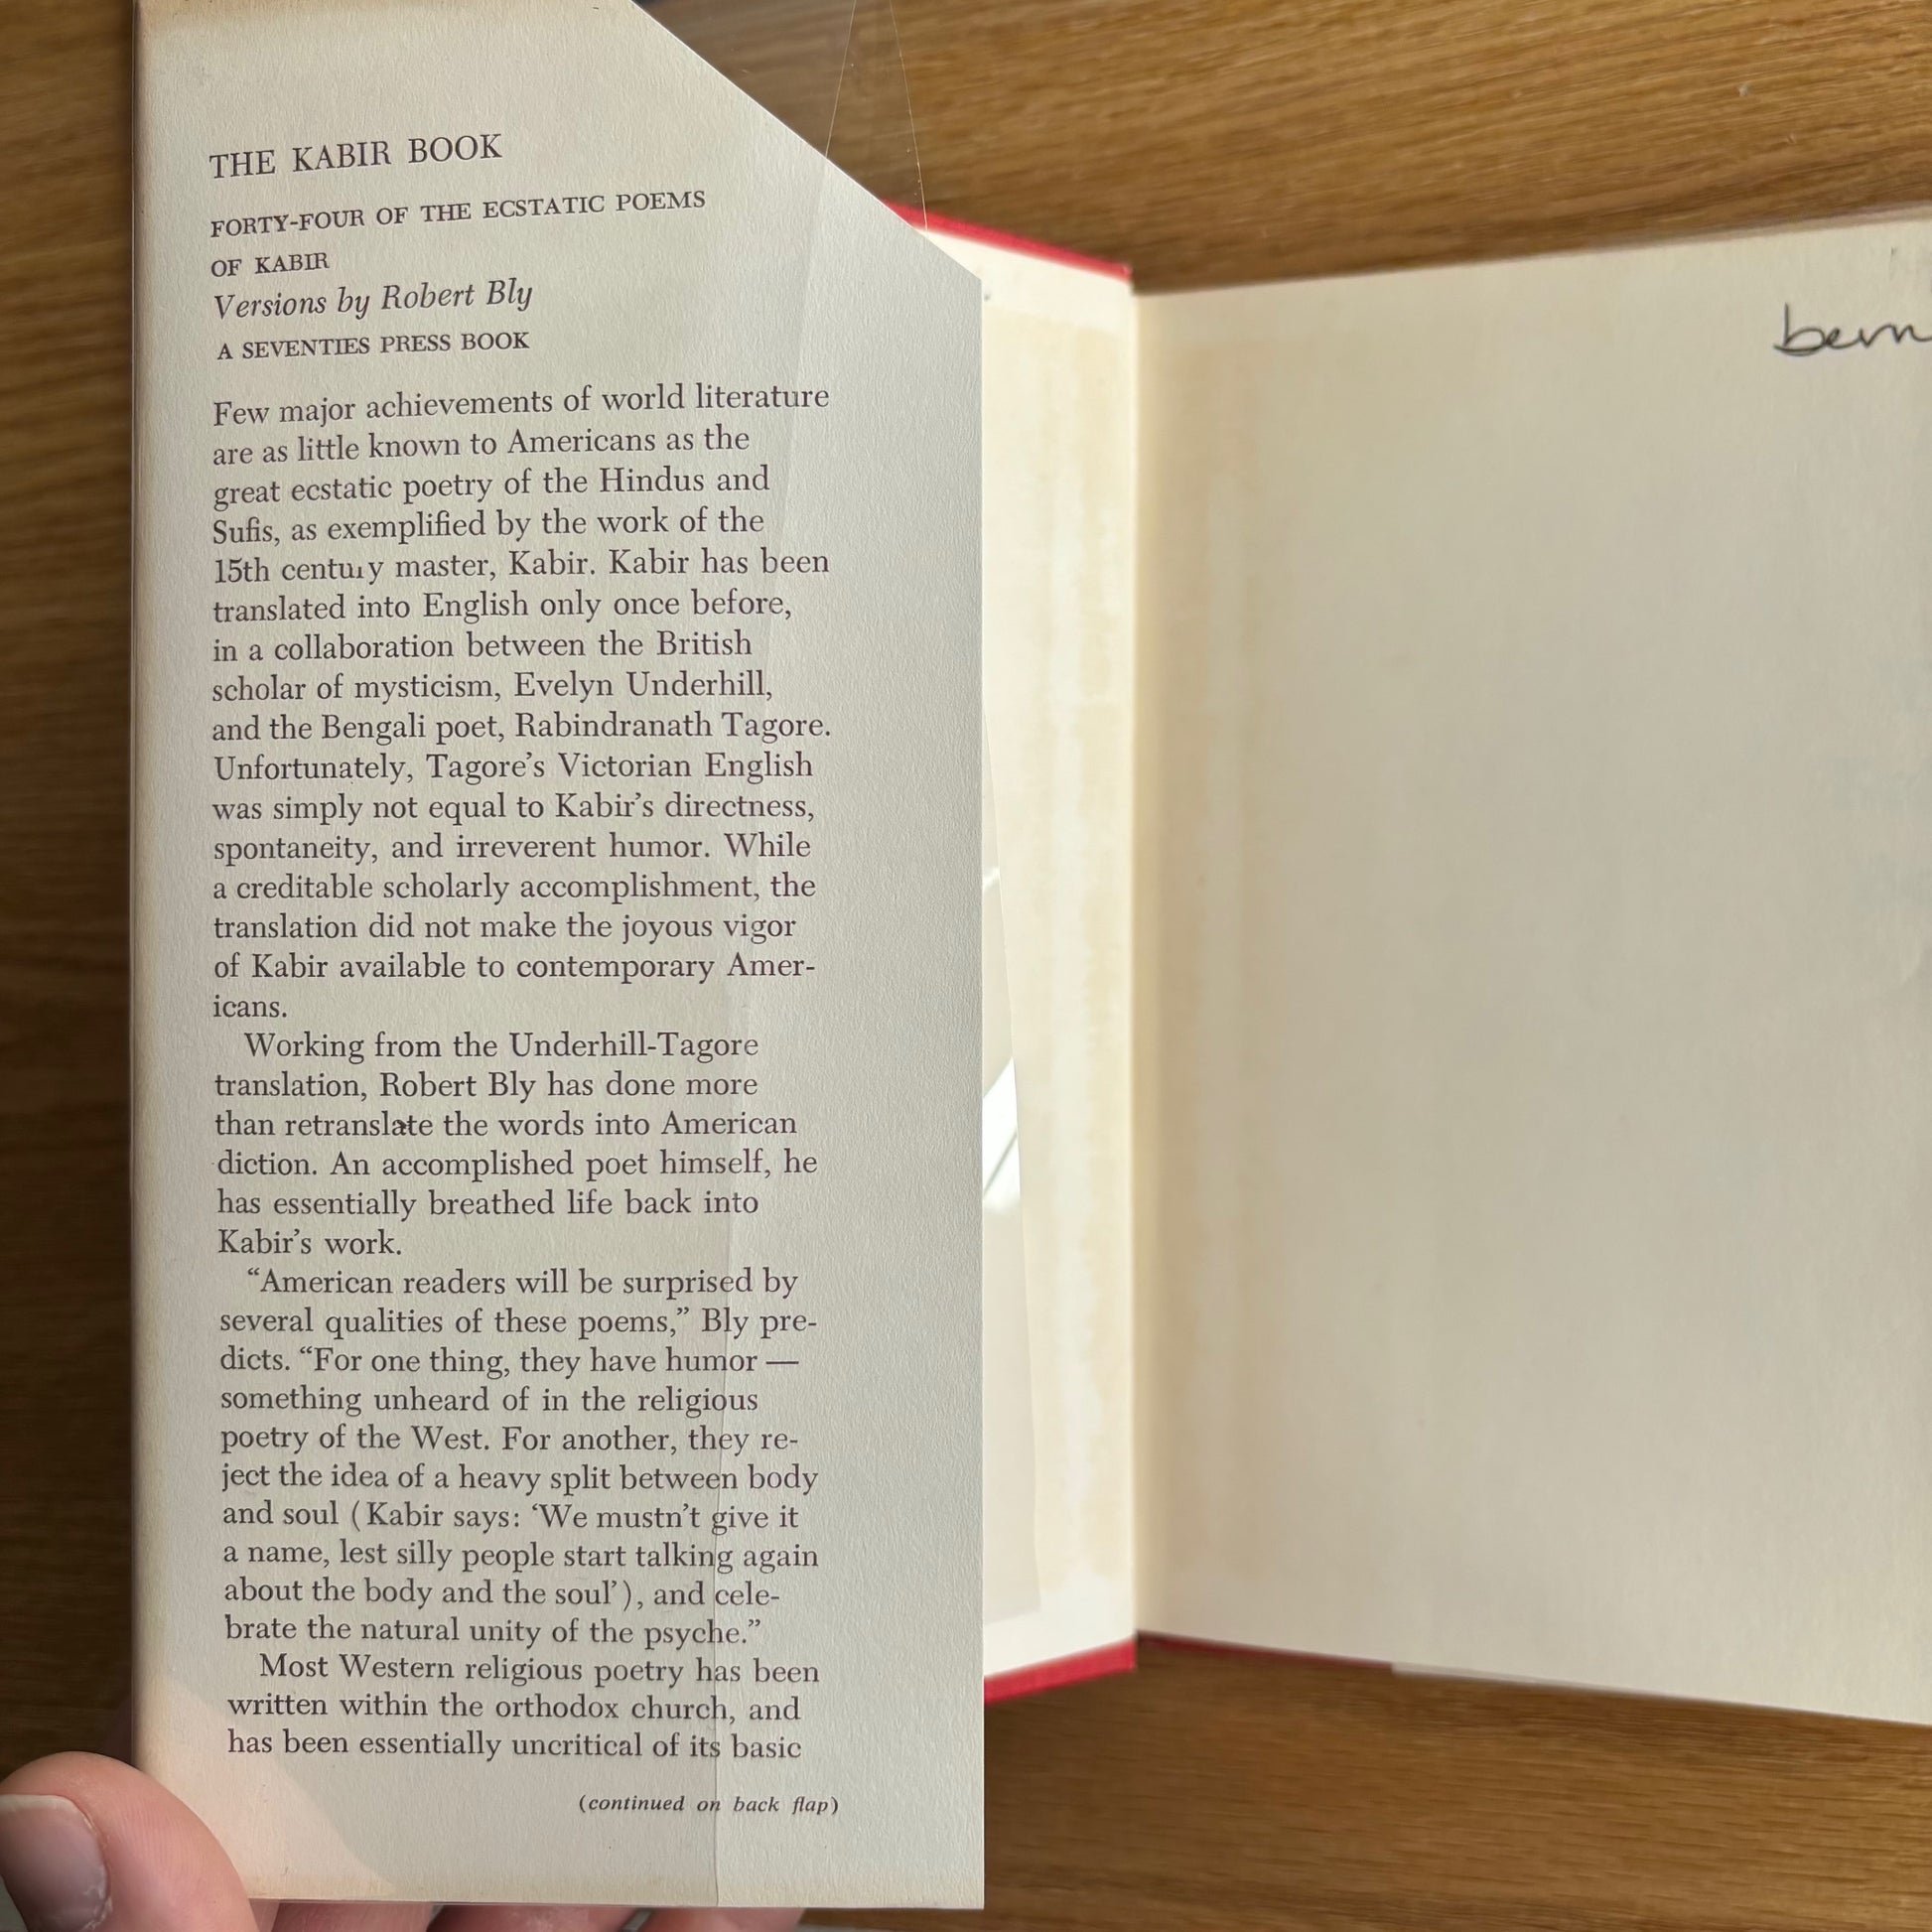 THE KABIR BOOK
FORTY-FOUR OF THE ECSTATIC POEMS
OF KABIR
Versions by Robert Bly
A SEVENTIES PRESS BOOK
Few major achievements of world literature
are as little known to Americans as the
great ecstatic poetry of the Hindus and
Sufis, as exemplified by the work of the
15th century master, Kabir. Kabir has been
translated into English only once before,
in a collaboration between the British
scholar of mysticism, Evelyn Underhill,
and the Bengali poet, Rabindranath Tagore.
Unfortunately, Tagore’s Victorian English
was simply not equal to Kabir’s directness,
spontaneity, and irreverent humor. While
a creditable scholarly accomplishment, the
translation did not make the joyous vigor
of Kabir available to contemporary Amer-
icans.
Working from the Underhill-Tagore
translation, Robert Bly has done more
than retranslate the words into American
diction. An accomplished poet himself, he
has essentially breathed life back into
Kabir’s work.
“American readers will be surprised by
several qualities of these poems,” Bly pre-
dicts. “For one thing, they have humor —
something unheard of in the religious
poetry of the West. For another, they re-
ject the idea of a heavy split between body
and soul (Kabir says: ‘We mustn’t give it
a name, lest silly people start talking again
about the body and the soul’), and cele-
brate the natural unity of the psyche.”
Most Western religious poetry has been
written within the orthodox church, and
has been essentially uncritical of its basic
(continued on back flap)